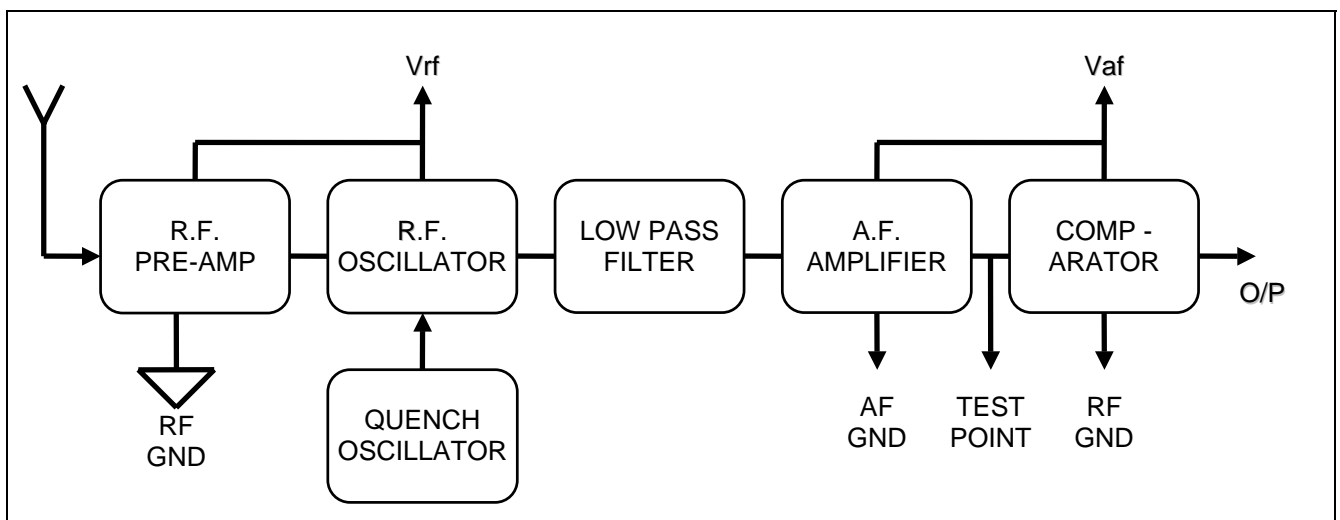 Vrf
Vaf
R.F.
PRE-AMP
R.F.
OSCILLATOR
LOW PASS
FILTER
A.F.
AMPLIFIER
COMP -
ARATOR
O/P
RF
GND
QUENCH
OSCILLATOR
AF
GND
TEST
POINT
RF
GND